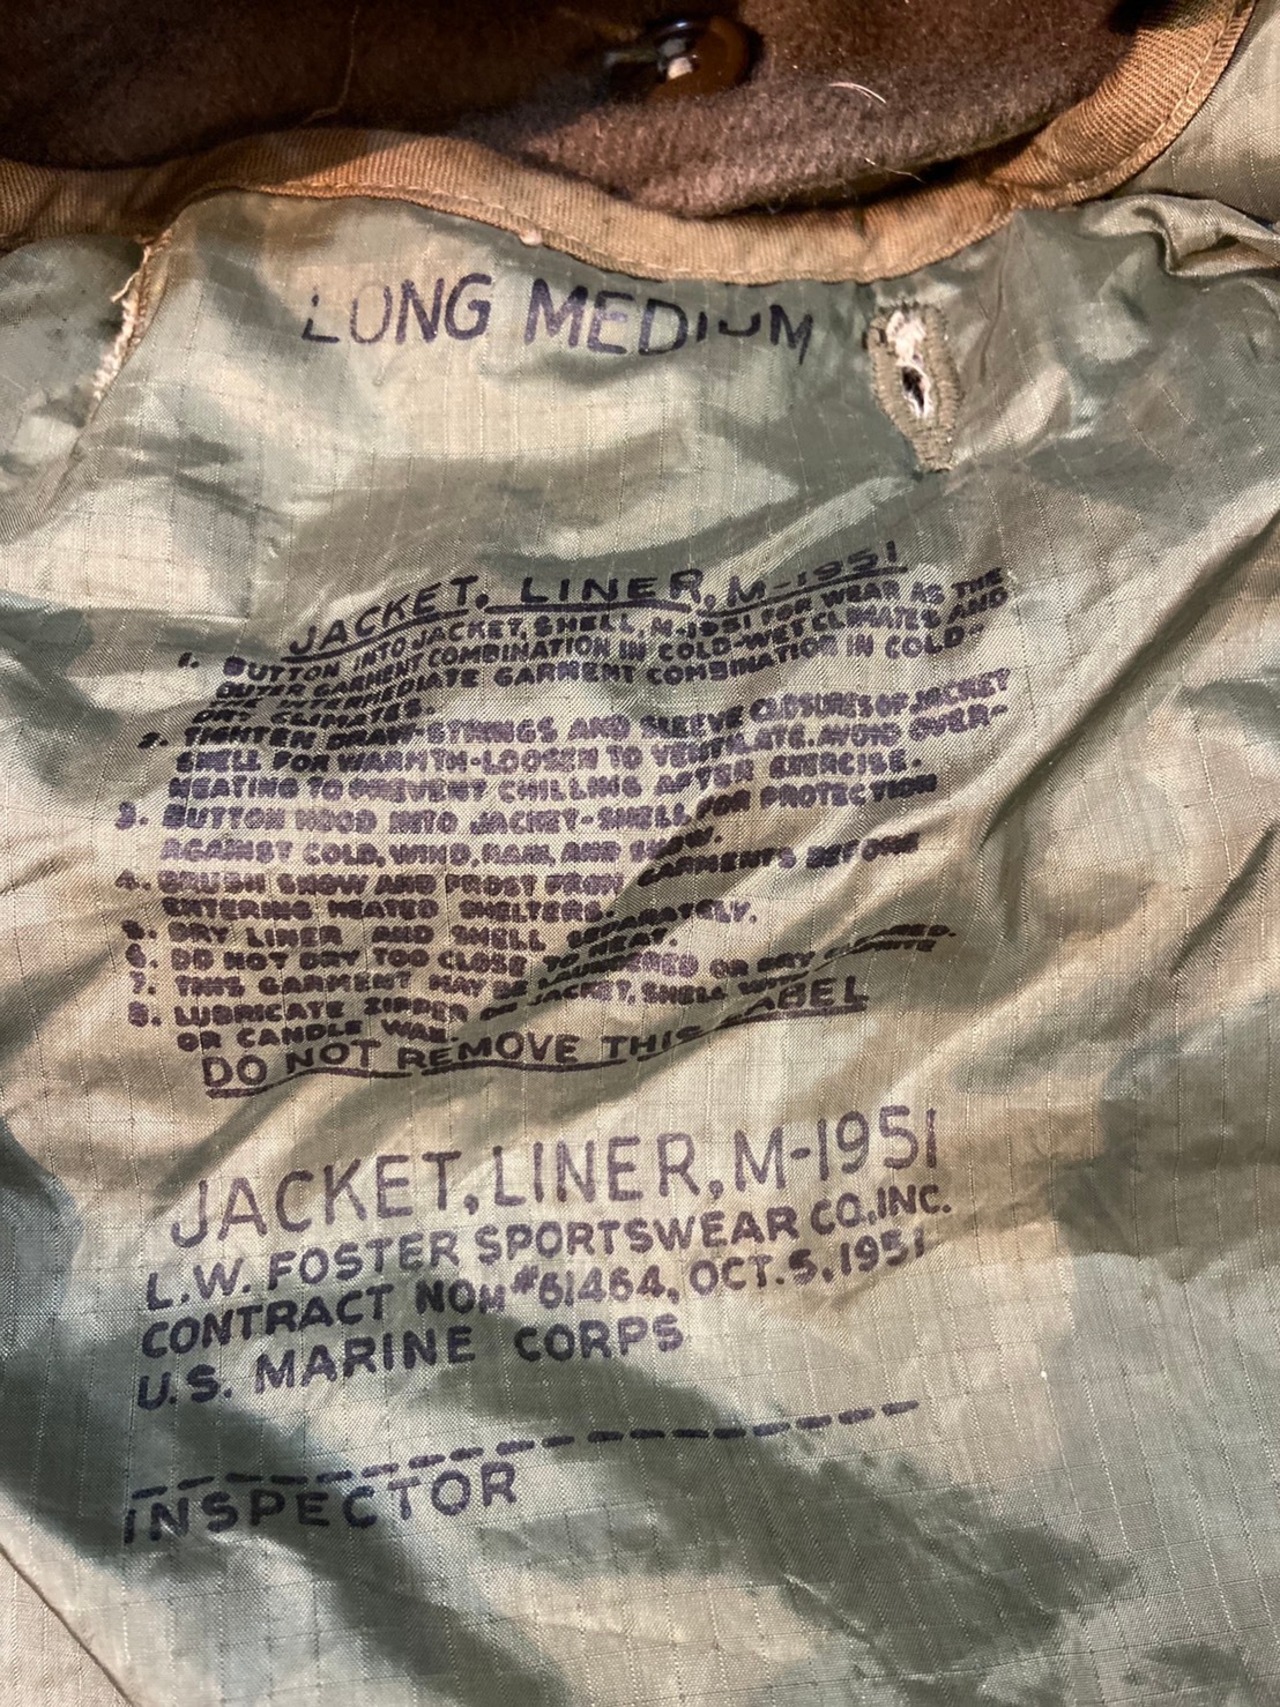 LONG MEDIUM
JACKET, LINER, M-1951
1. BUTTON INTO JACKET, SHELL, M-1951 FOR WEAR AS THE
OUTER GARMENT COMBINATION IN COLD-WET CLIMATES AND
THE INTERMEDIATE GARMENT COMBINATION IN COLD-
DRY CLIMATES.
2. TIGHTEN DRAW-STRINGS AND SLEEVE CLOSURES OF JACKET
SHELL FOR WARMTH-LOOSEN TO VENTILATE. AVOID OVER-
HEATING TO PREVENT CHILLING AFTER EXERCISE.
3. BUTTON HOOD INTO JACKET-SHELL FOR PROTECTION
AGAINST COLD, WIND, RAIN, AND SNOW.
4. BRUSH SNOW AND FROST FROM GARMENTS BEFORE
ENTERING HEATED SHELTERS.
5. DRY LINER AND SHELL SEPARATELY.
6. DO NOT DRY TOO CLOSE TO HEAT.
7. THIS GARMENT MAY BE LAUNDERED OR DRY CLEANED.
8. LUBRICATE ZIPPER ON JACKET, SHELL WITH GRAPHITE
OR CANDLE WAX.
DO NOT REMOVE THIS LABEL
JACKET, LINER, M-1951
L.W. FOSTER SPORTSWEAR CO., INC.
CONTRACT NOM #61464, OCT. 5, 1951
U.S. MARINE CORPS
INSPECTOR